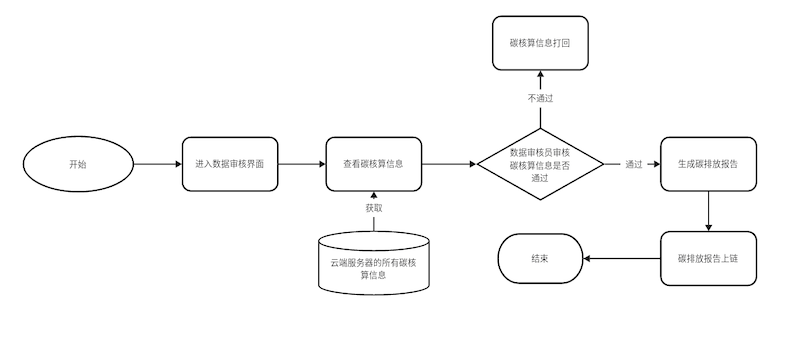 碳核算信息打回
不通过
开始
进入数据审核界面
查看碳核算信息
数据审核员审核
碳核算信息是否
通过
通过
生成碳排放报告
获取
云端服务器的所有碳核
算信息
结束
碳排放报告上链